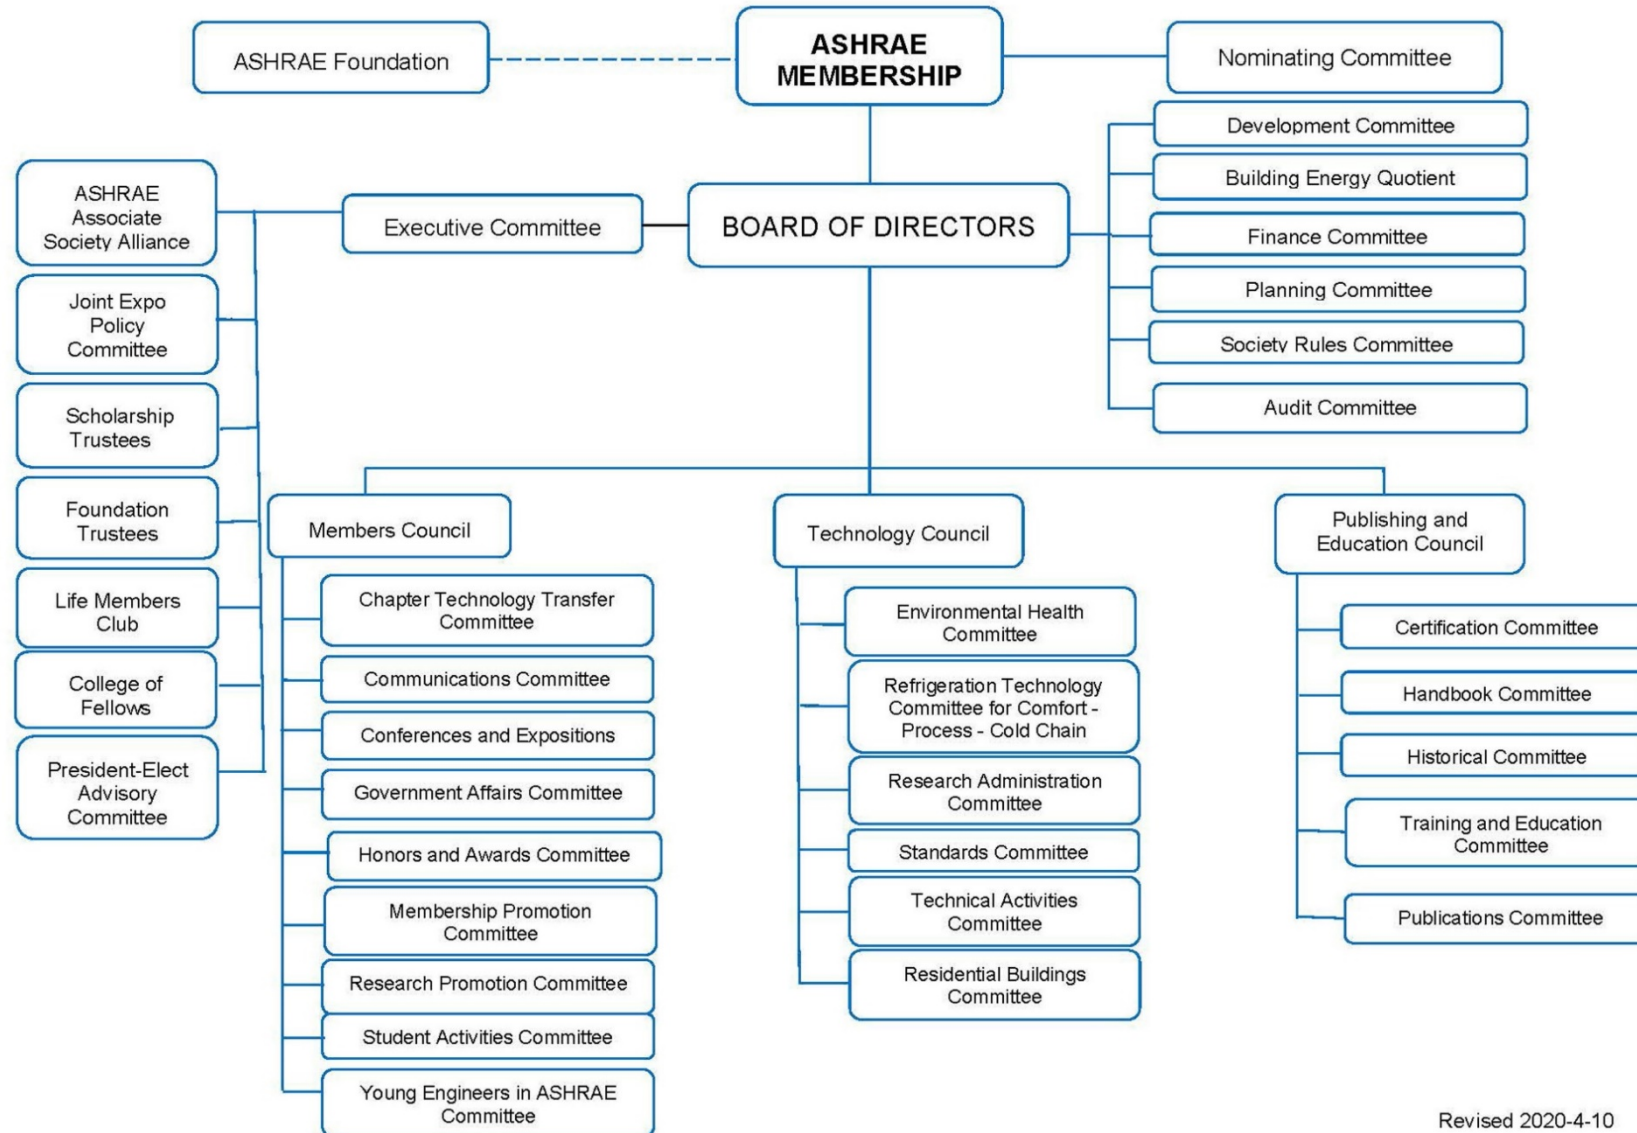 ASHRAE Foundation
ASHRAE
MEMBERSHIP
Nominating Committee
Development Committee
Building Energy Quotient
Finance Committee
Planning Committee
Society Rules Committee
Audit Committee
BOARD OF DIRECTORS
Executive Committee
ASHRAE
Associate
Society Alliance
Joint Expo
Policy
Committee
Scholarship
Trustees
Foundation
Trustees
Life Members
Club
College of
Fellows
President-Elect
Advisory
Committee
Members Council
Chapter Technology Transfer
Committee
Communications Committee
Conferences and Expositions
Government Affairs Committee
Honors and Awards Committee
Membership Promotion
Committee
Research Promotion Committee
Student Activities Committee
Young Engineers in ASHRAE
Committee
Technology Council
Environmental Health
Committee
Refrigeration Technology
Committee for Comfort -
Process - Cold Chain
Research Administration
Committee
Standards Committee
Technical Activities
Committee
Residential Buildings
Committee
Publishing and
Education Council
Certification Committee
Handbook Committee
Historical Committee
Training and Education
Committee
Publications Committee
Revised 2020-4-10